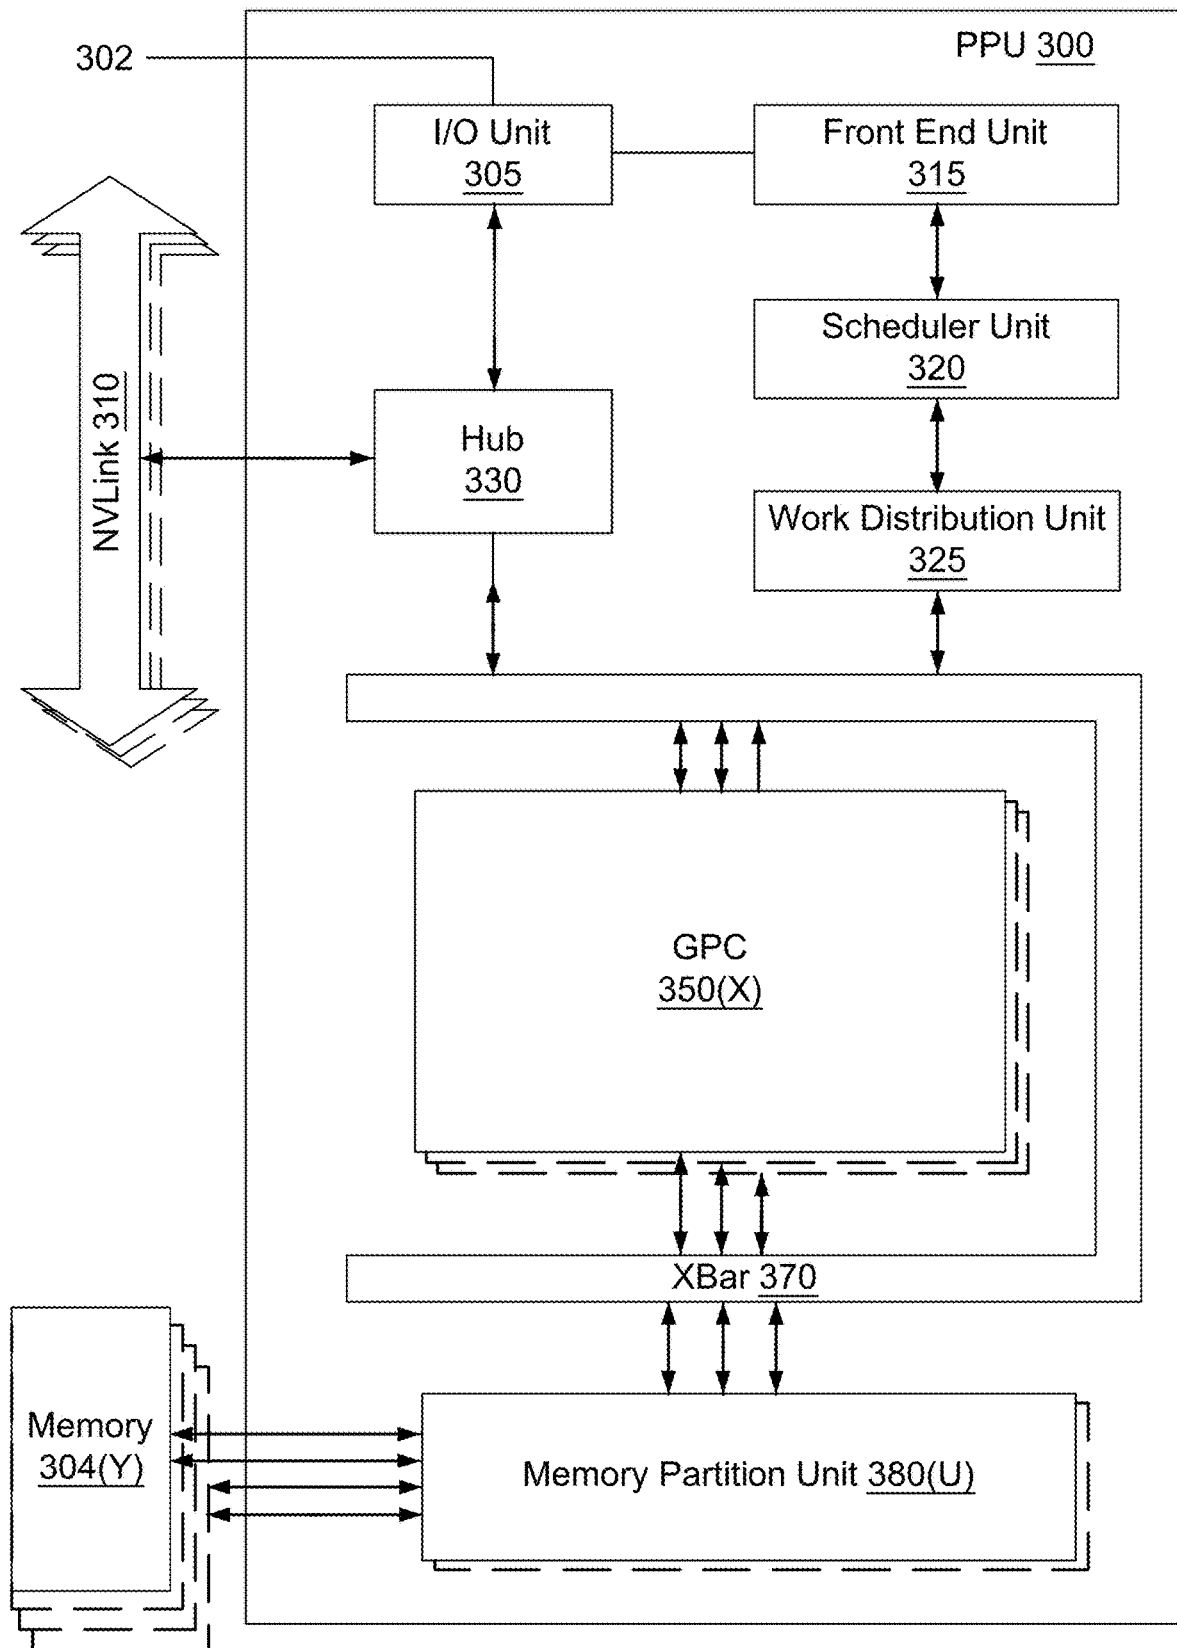 PPU 300
302
I/O Unit
305
Front End Unit
315
Scheduler Unit
320
NVLink 310
Hub
330
Work Distribution Unit
325
GPC
350(X)
XBar 370
Memory
304(Y)
Memory Partition Unit 380(U)